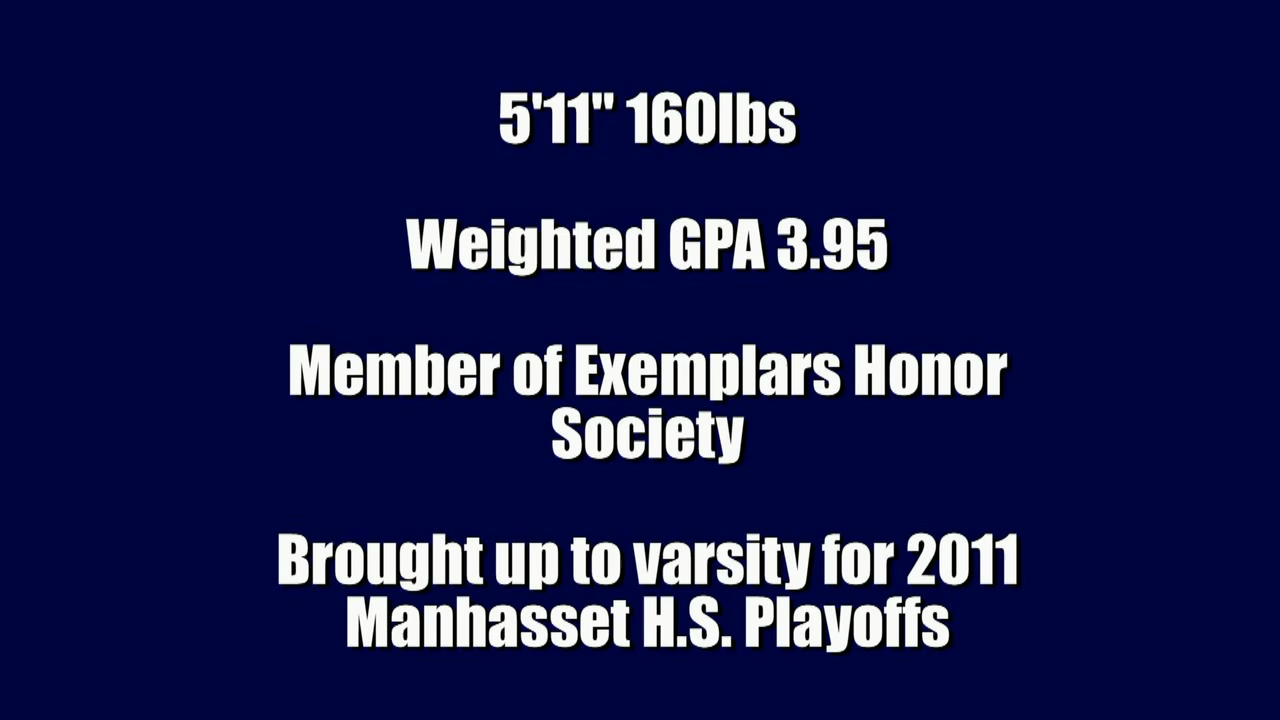 5'11" 160lbs
Weighted GPA 3.95
Member of Exemplars Honor
Society
Brought up to varsity for 2011
Manhasset H.S. Playoffs